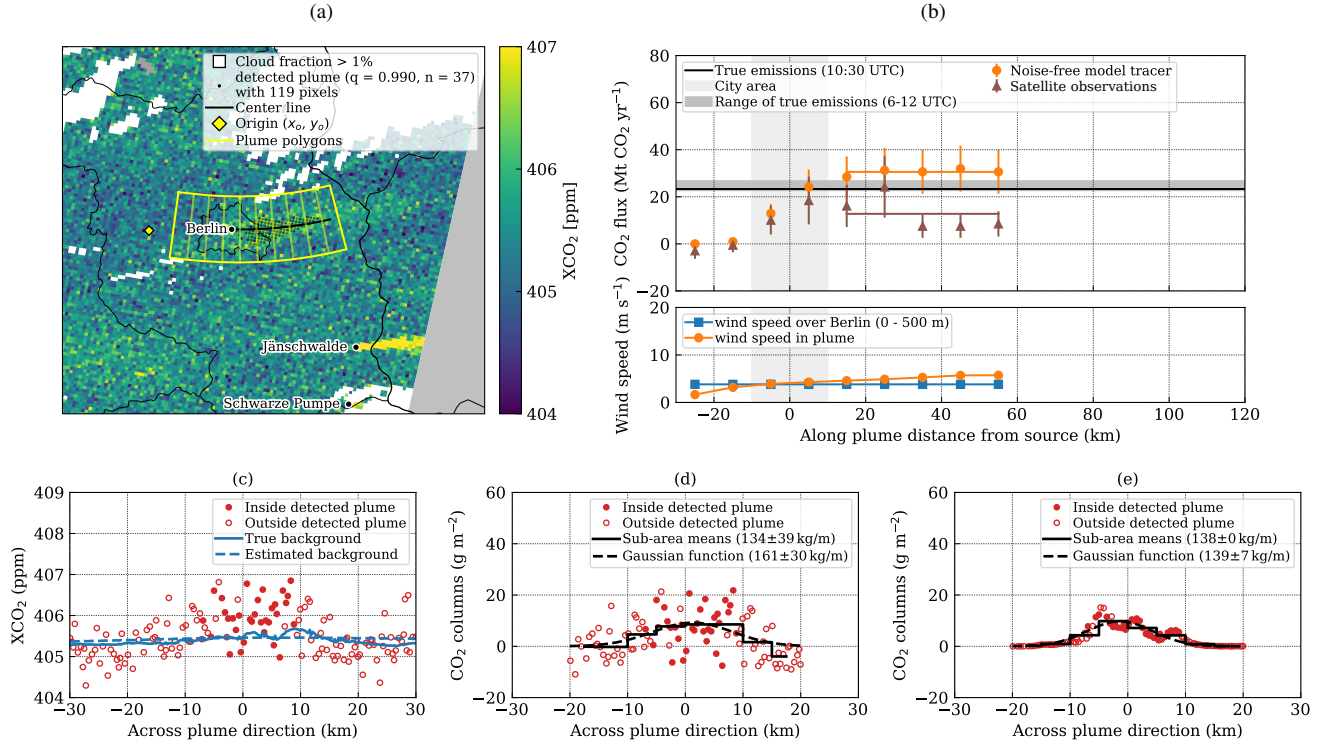 (a)
(b)
Cloud fraction > 1%
detected plume (q = 0.990, n = 37)
with 119 pixels
Center line
Origin (xₒ, yₒ)
Plume polygons
Berlin
Jänschwalde
Schwarze Pumpe
407
406
405
404
XCO₂ [ppm]
80
60
40
20
0
−20
CO₂ flux (Mt CO₂ yr⁻¹)
True emissions (10:30 UTC)
City area
Range of true emissions (6-12 UTC)
Noise-free model tracer
Satellite observations
20
10
0
Wind speed (m s⁻¹)
wind speed over Berlin (0 - 500 m)
wind speed in plume
−20 0 20 40 60 80 100 120
Along plume distance from source (km)
(c)
409
408
407
406
405
404
XCO₂ (ppm)
Inside detected plume
Outside detected plume
True background
Estimated background
−30 −20 −10 0 10 20 30
Across plume direction (km)
(d)
60
40
20
0
−20
CO₂ columns (g m⁻²)
Inside detected plume
Outside detected plume
Sub-area means (134±39 kg/m)
Gaussian function (161±30 kg/m)
−30 −20 −10 0 10 20 30
Across plume direction (km)
(e)
60
40
20
0
−20
CO₂ columns (g m⁻²)
Inside detected plume
Outside detected plume
Sub-area means (138±0 kg/m)
Gaussian function (139±7 kg/m)
−30 −20 −10 0 10 20 30
Across plume direction (km)